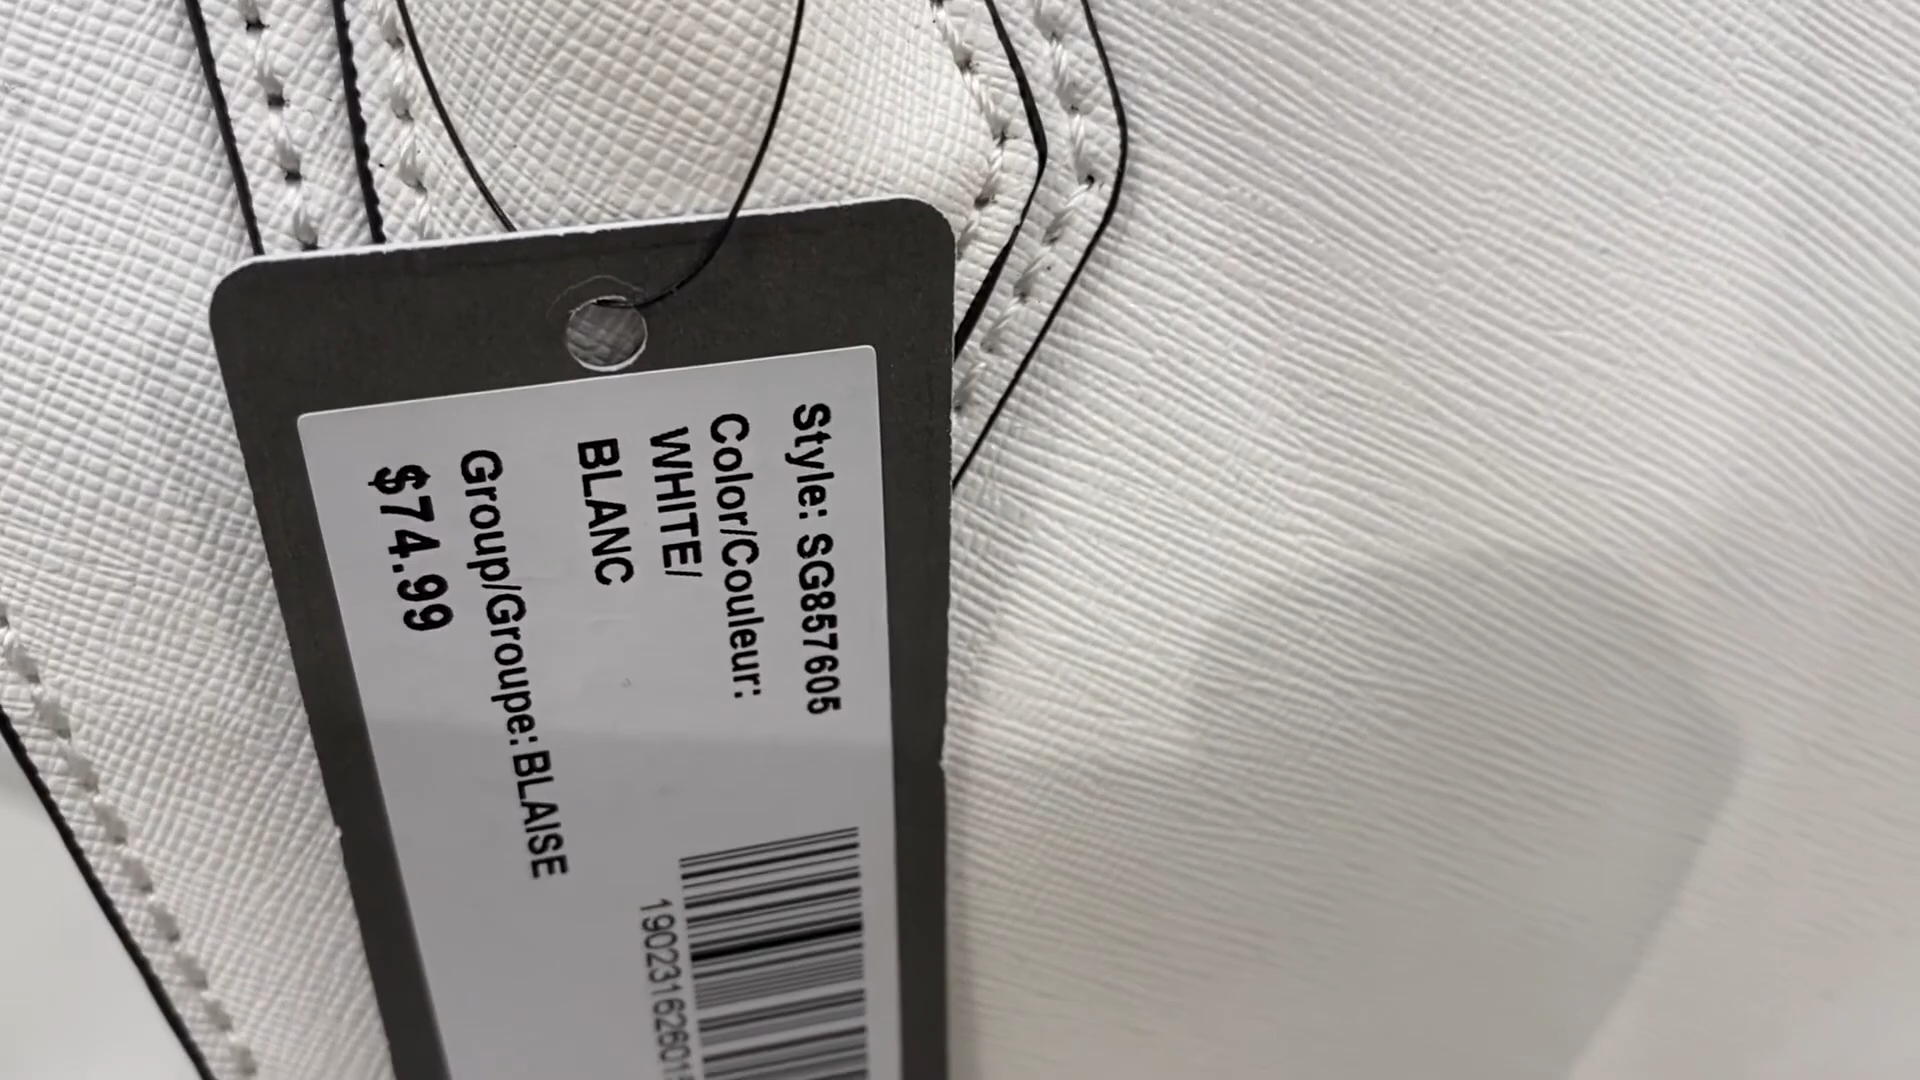 Style: SG857605
Color/Couleur:
WHITE/
BLANC
Group/Groupe: BLAISE
$74.99
1902316260